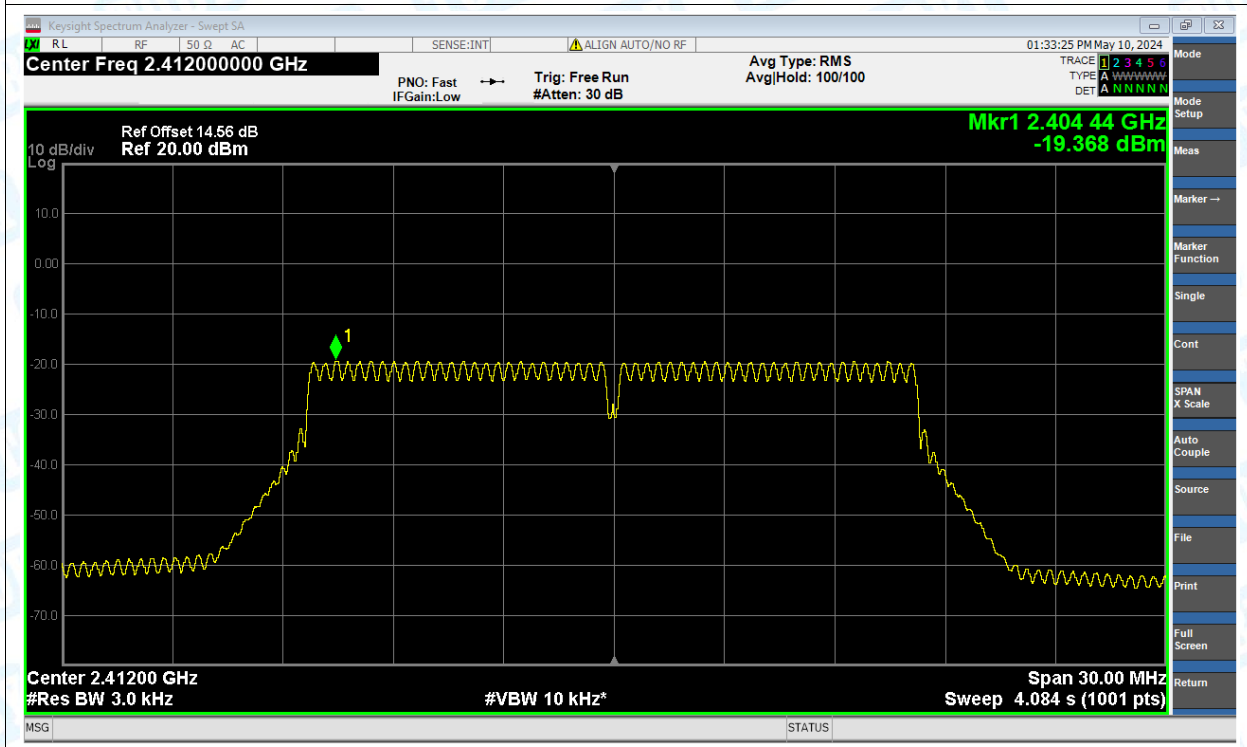 Keysight Spectrum Analyzer - Swept SA
LXI RL RF 50 Ω AC SENSE:INT ALIGN AUTO/NO RF 01:33:25 PM May 10, 2024
Center Freq 2.412000000 GHz
PNO: Fast
IFGain:Low
Trig: Free Run
#Atten: 30 dB
Avg Type: RMS
Avg|Hold: 100/100
TRACE 1 2 3 4 5 6
TYPE A WWWWW
DET A N N N N N
Mkr1 2.404 44 GHz
-19.368 dBm
Ref Offset 14.56 dB
10 dB/div Ref 20.00 dBm
Log
10.0
0.00
-10.0
1
-20.0
-30.0
-40.0
-50.0
-60.0
-70.0
Center 2.41200 GHz Span 30.00 MHz
#Res BW 3.0 kHz #VBW 10 kHz* Sweep 4.084 s (1001 pts)
MSG STATUS
Mode
Mode
Setup
Meas
Marker →
Marker
Function
Single
Cont
SPAN
X Scale
Auto
Couple
Source
File
Print
Full
Screen
Return